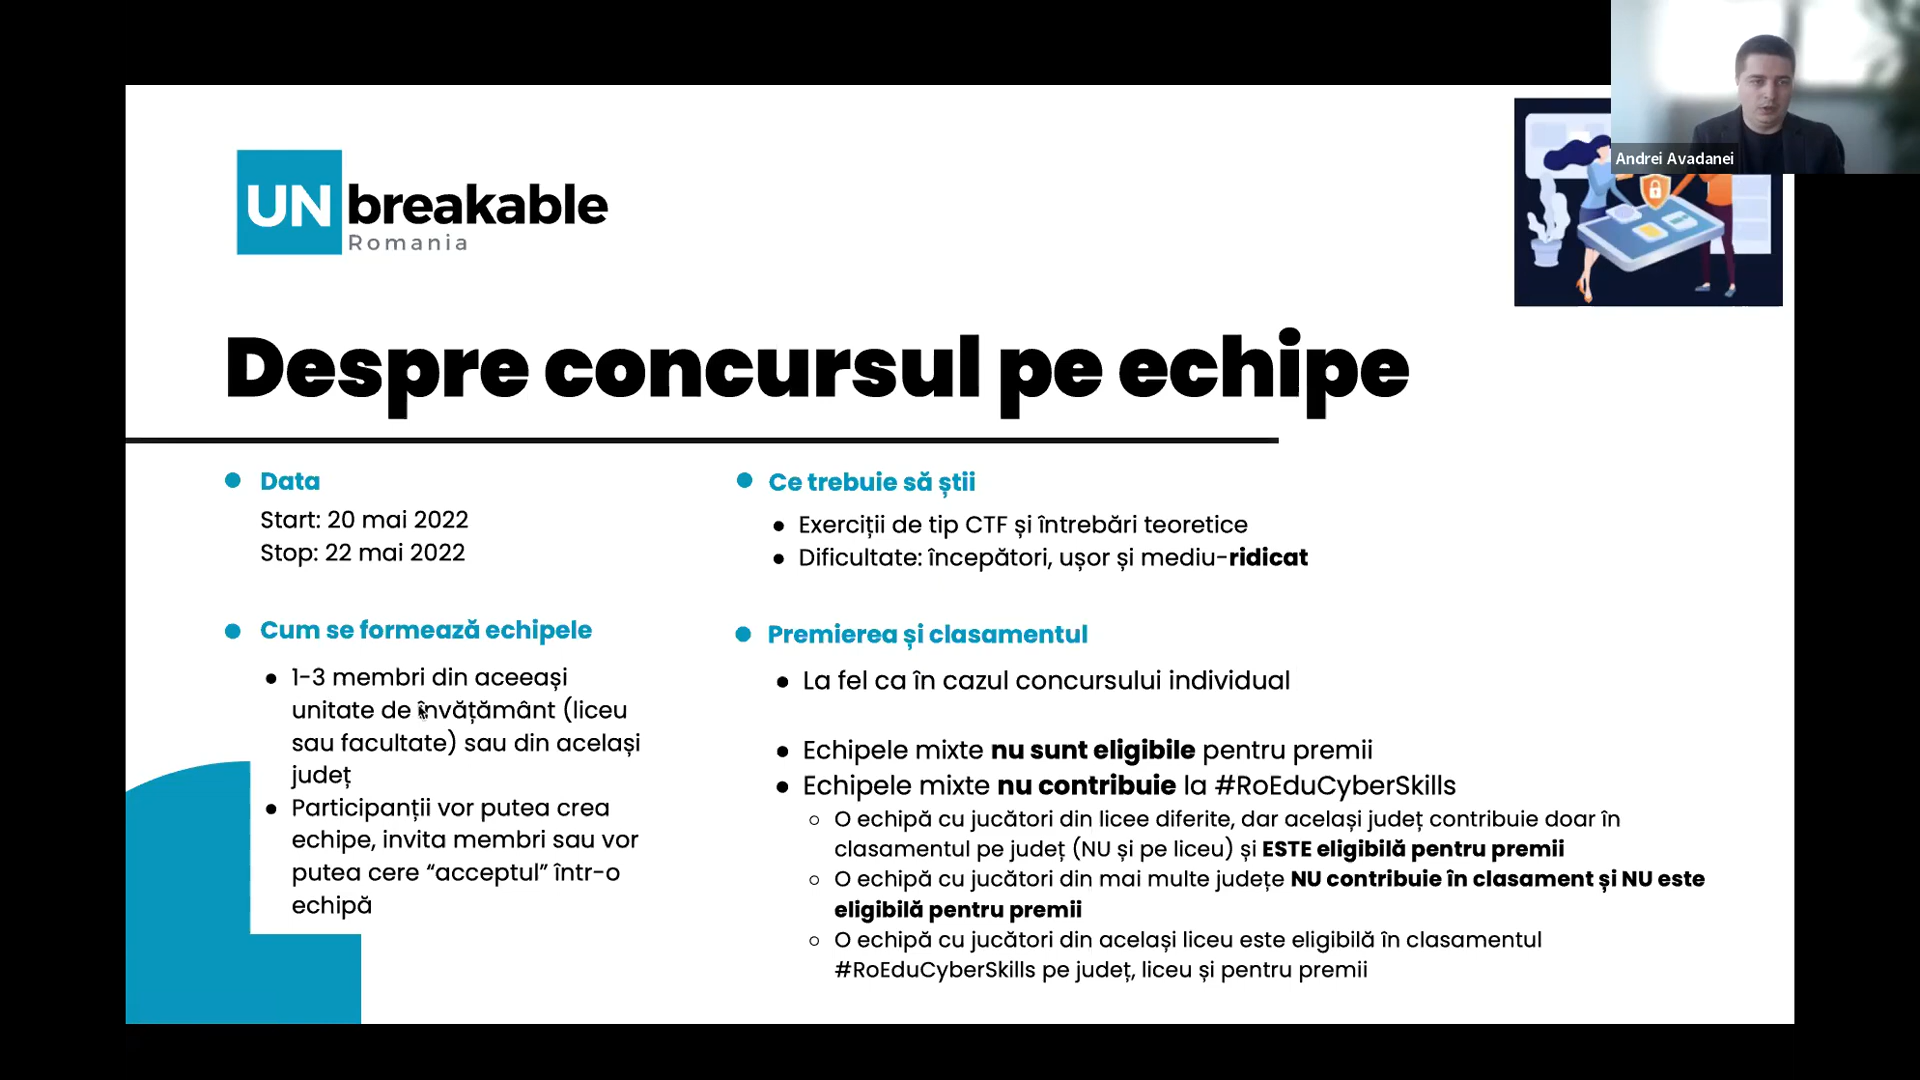 Andrei Avadanei
UNbreakable
Romania
Despre concursul pe echipe
Data
Start: 20 mai 2022
Stop: 22 mai 2022
Cum se formează echipele
1-3 membri din aceeași
unitate de învățământ (liceu
sau facultate) sau din același
județ
Participanții vor putea crea
echipe, invita membri sau vor
putea cere “acceptul” într-o
echipă
Ce trebuie să știi
Exerciții de tip CTF și întrebări teoretice
Dificultate: începători, ușor și mediu-ridicat
Premierea și clasamentul
La fel ca în cazul concursului individual
Echipele mixte nu sunt eligibile pentru premii
Echipele mixte nu contribuie la #RoEduCyberSkills
O echipă cu jucători din licee diferite, dar același județ contribuie doar în
clasamentul pe județ (NU și pe liceu) și ESTE eligibilă pentru premii
O echipă cu jucători din mai multe județe NU contribuie în clasament și NU este
eligibilă pentru premii
O echipă cu jucători din același liceu este eligibilă în clasamentul
#RoEduCyberSkills pe județ, liceu și pentru premii